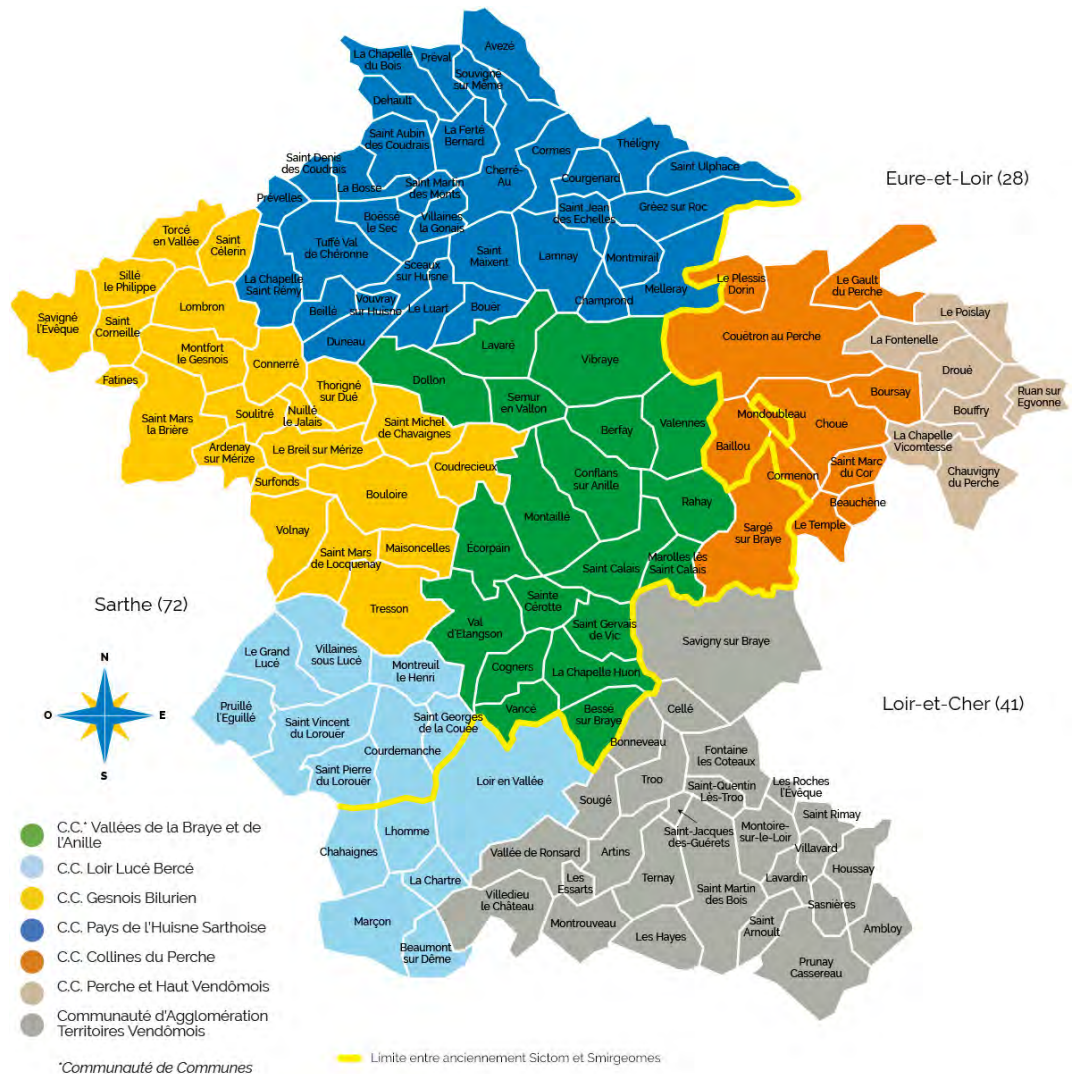 Avezé
La Chapelle
du Bois
Préval
Souvigné
sur Même
Dehault
Saint Aubin
des Coudrais
La Ferté
Bernard
Cormes
Théligny
Saint Denis
des Coudrais
Cherré-
Au
Courgenard
Saint Ulphace
Prévelles
La Bosse
Saint Martin
des Monts
Saint Jean
des Echelles
Gréez sur Roc
Eure-et-Loir (28)
Boëssé
le Sec
Villaines
la Gonais
Tuffé Val
de Chéronne
Saint
Maixent
Lamnay
Montmirail
Sceaux
sur Huisne
La Chapelle
Saint Rémy
Beillé
Vouvray
sur Huisne
Le Luart
Bouër
Champrond
Melleray
Duneau
Torcé
en Vallée
Saint
Célerin
Sillé
le Philippe
Lombron
Savigné
l'Evêque
Saint
Corneille
Montfort
le Gesnois
Connerré
Fatines
Thorigné
sur Dué
Saint Mars
la Brière
Soulitré
Nuillé
le Jalais
Saint Michel
de Chavaignes
Ardenay
sur Mérize
Le Breil sur Mérize
Coudrecieux
Surfonds
Bouloire
Volnay
Saint Mars
de Locquenay
Maisoncelles
Tresson
Le Plessis
Dorin
Le Gault
du Perche
Couëtron au Perche
Le Poislay
La Fontenelle
Droué
Boursay
Bouffry
Ruan sur
Egvonne
Mondoubleau
Choue
Baillou
La Chapelle
Vicomtesse
Cormenon
Saint Marc
du Cor
Chauvigny
du Perche
Beauchêne
Sargé
sur Braye
Le Temple
Lavaré
Vibraye
Dollon
Semur
en Vallon
Berfay
Valennes
Conflans
sur Anille
Rahay
Montaillé
Écorpain
Saint Calais
Marolles lès
Saint Calais
Sainte
Cérotte
Val
d'Etangson
Saint Gervais
de Vic
Cogners
La Chapelle Huon
Vancé
Bessé
sur Braye
Sarthe (72)
N
O
E
S
Le Grand
Lucé
Villaines
sous Lucé
Montreuil
le Henri
Pruillé
l'Eguillé
Saint Vincent
du Lorouër
Saint Georges
de la Couée
Courdemanche
Saint Pierre
du Lorouër
Loir en Vallée
Lhomme
Chahaignes
La Chartre
Marçon
Beaumont
sur Dême
Savigny sur Braye
Loir-et-Cher (41)
Cellé
Bonneveau
Fontaine
les Coteaux
Troo
Saint-Quentin
Lès-Troo
Les Roches
l'Évêque
Sougé
Saint Rimay
Saint-Jacques
des-Guérets
Montoire-
sur-le-Loir
Villavard
Vallée de Ronsard
Artins
Houssay
Les
Essarts
Ternay
Lavardin
Villedieu
le Château
Saint Martin
des Bois
Sasnières
Montrouveau
Les Hayes
Saint
Arnoult
Ambloy
Prunay
Cassereau
C.C.* Vallées de la Braye et de
l'Anille
C.C. Loir Lucé Bercé
C.C. Gesnois Bilurien
C.C. Pays de l'Huisne Sarthoise
C.C. Collines du Perche
C.C. Perche et Haut Vendômois
Communauté d'Agglomération
Territoires Vendômois
*Communauté de Communes
Limite entre anciennement Sictom et Smirgeomes